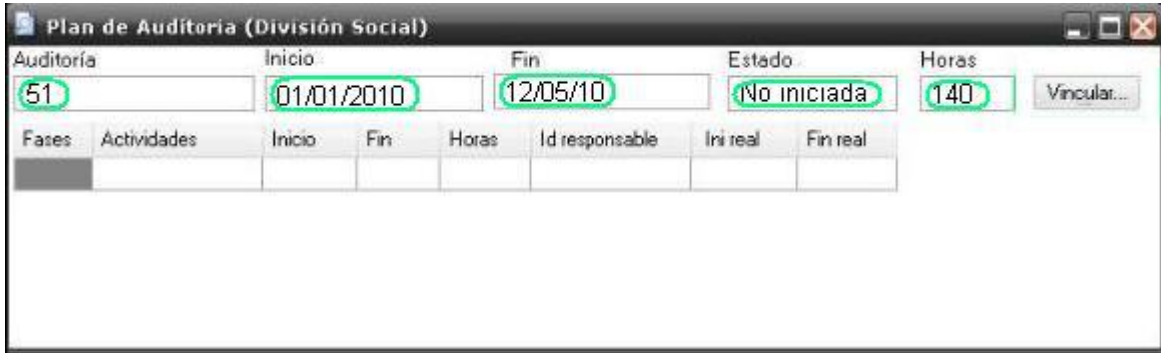 Plan de Auditoria (División Social)
Auditoría Inicio Fin Estado Horas
51 01/01/2010 12/05/10 No iniciada 140 Vincular...
Fases Actividades Inicio Fin Horas Id responsable Ini real Fin real